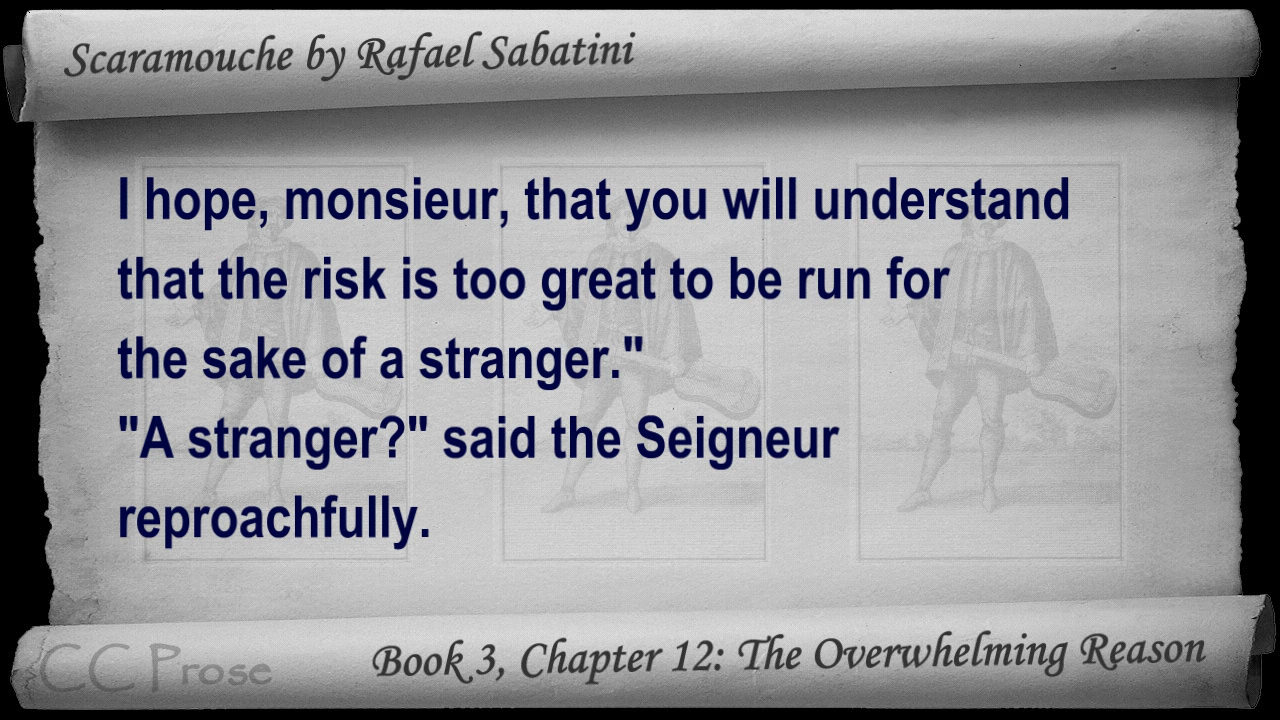 Scaramouche by Rafael Sabatini
I hope, monsieur, that you will understand
that the risk is too great to be run for
the sake of a stranger."
"A stranger?" said the Seigneur
reproachfully.
CC Prose
Book 3, Chapter 12: The Overwhelming Reason